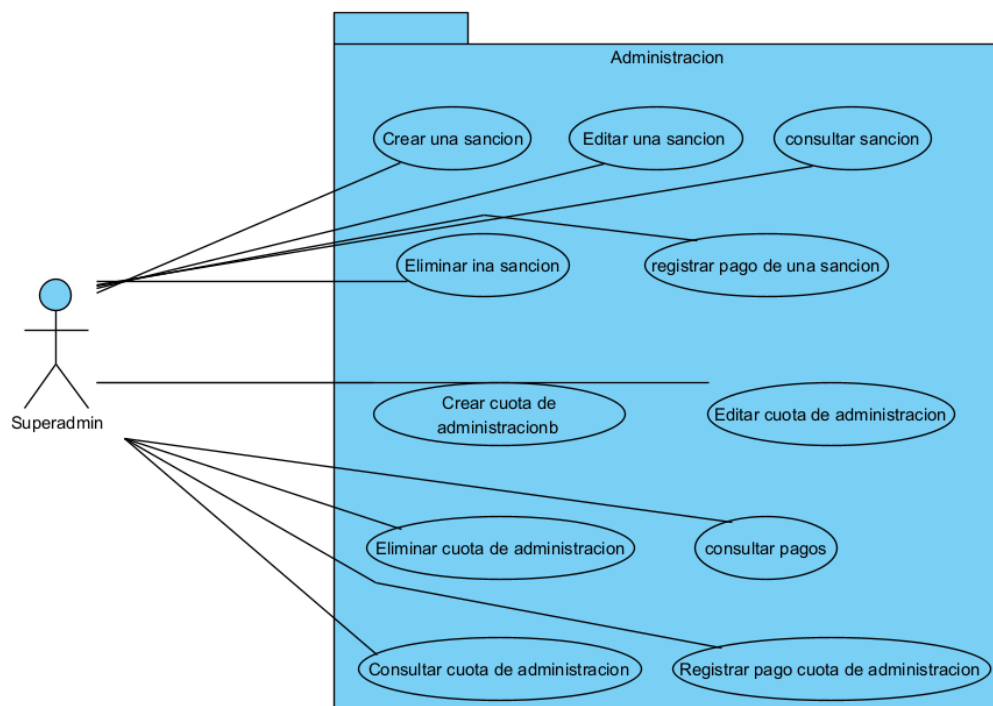 Administracion
Crear una sancion
Editar una sancion
consultar sancion
Eliminar ina sancion
registrar pago de una sancion
Superadmin
Crear cuota de
administracionb
Editar cuota de administracion
Eliminar cuota de administracion
consultar pagos
Consultar cuota de administracion
Registrar pago cuota de administracion